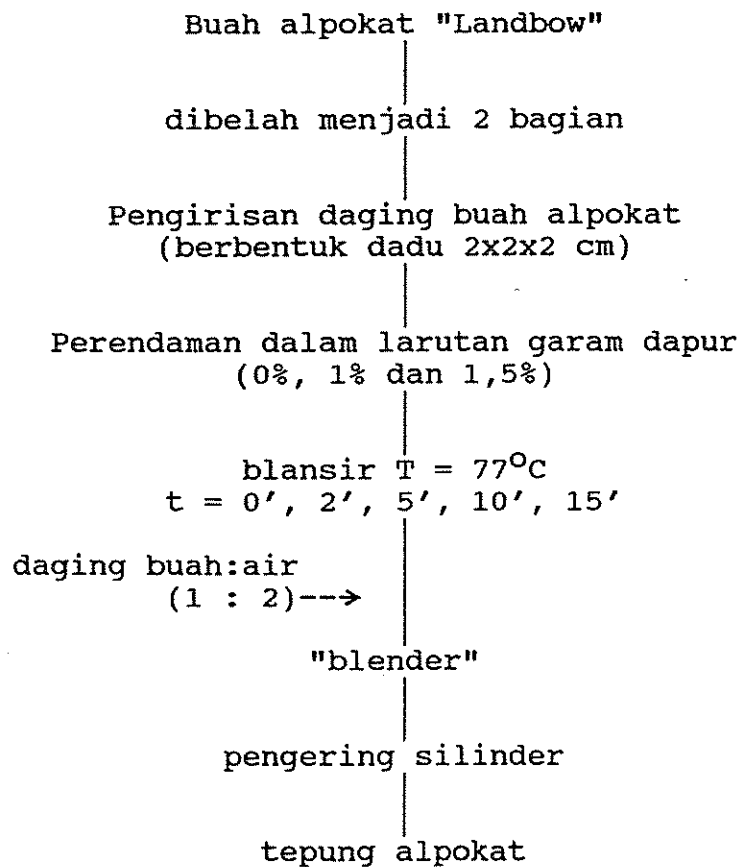 Buah alpokat "Landbow"
dibelah menjadi 2 bagian
Pengirisan daging buah alpokat
(berbentuk dadu 2x2x2 cm)
Perendaman dalam larutan garam dapur
(0%, 1% dan 1,5%)
blansir T = 77°C
t = 0', 2', 5', 10', 15'
daging buah:air
(1 : 2)--->
"blender"
pengering silinder
tepung alpokat